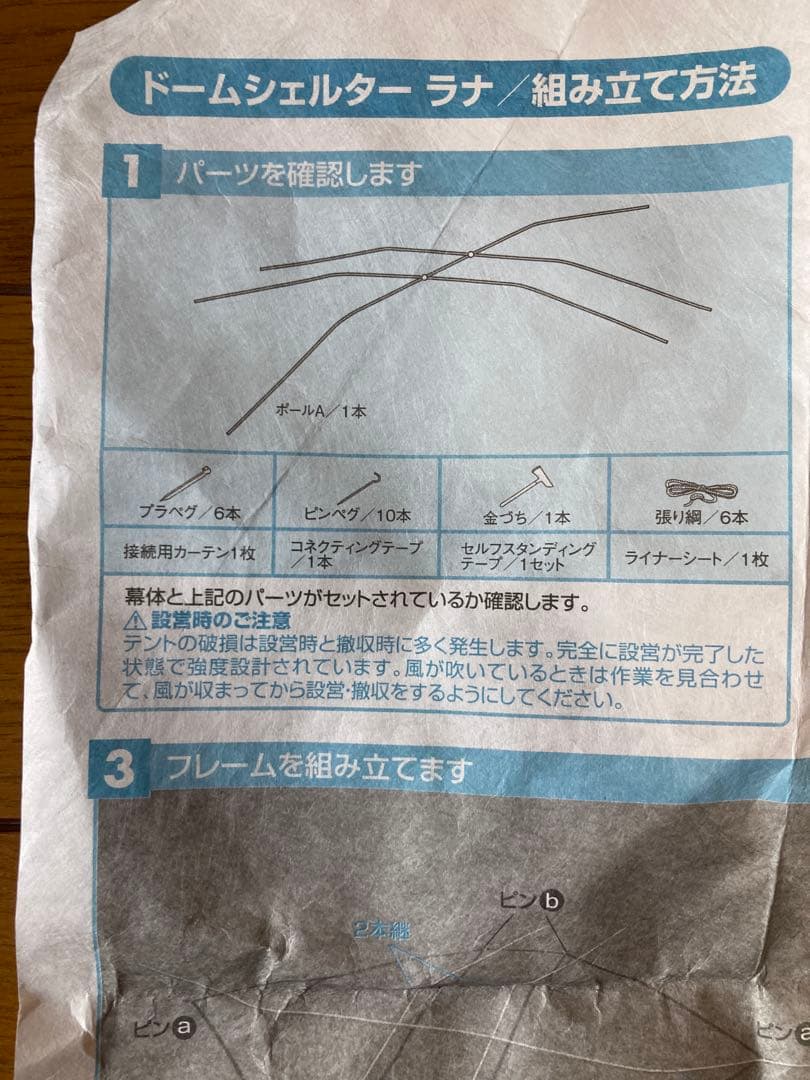 ドームシェルター ラナ／組み立て方法
1 パーツを確認します
ポールA／1本
プラペグ／6本
ピンペグ／10本
金づち／1本
張り綱／6本
接続用カーテン1枚
コネクティングテープ
／1本
セルフスタンディング
テープ／1セット
ライナーシート／1枚
幕体と上記のパーツがセットされているか確認します。
⚠設営時のご注意
テントの破損は設営時と撤収時に多く発生します。完全に設営が完了した
状態で強度設計されています。風が吹いているときは作業を見合わせ
て、風が収まってから設営・撤収をするようにしてください。
3 フレームを組み立てます
ピンb
2本継
ピンa
ピンa